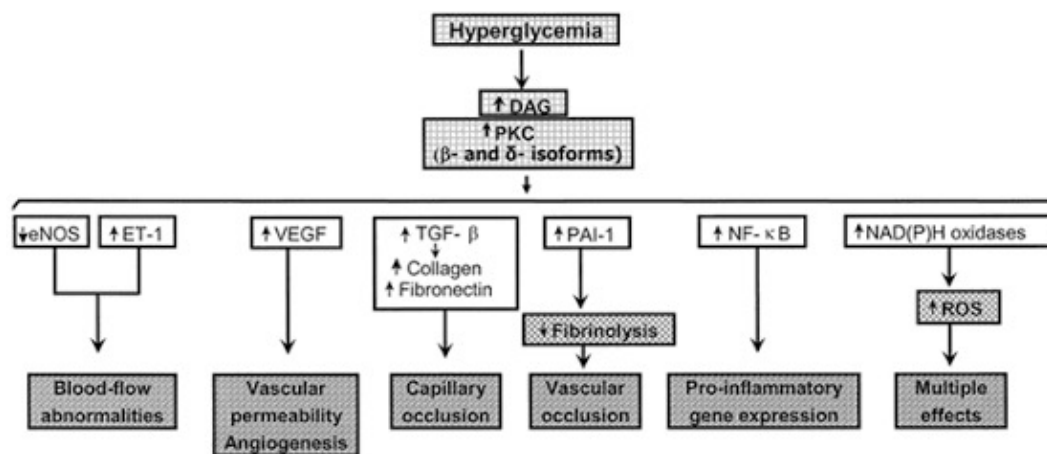 Hyperglycemia
↑ DAG
↑ PKC
(β- and δ- isoforms)
↓eNOS
↑ET-1
↑VEGF
↑ TGF- β
↑ Collagen
↑ Fibronectin
↑PAI-1
↑ NF- κB
↑NAD(P)H oxidases
↓ Fibrinolysis
↑ ROS
Blood-flow
abnormalities
Vascular
permeability
Angiogenesis
Capillary
occlusion
Vascular
occlusion
Pro-inflammatory
gene expression
Multiple
effects